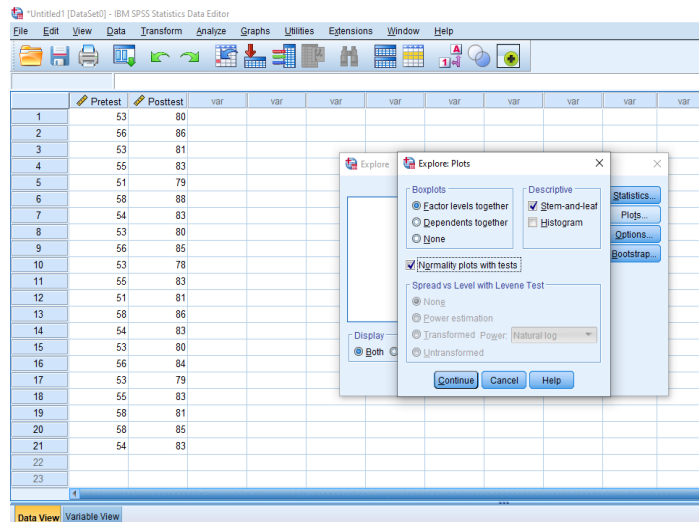 *Untitled1 [DataSet0] - IBM SPSS Statistics Data Editor
File Edit View Data Transform Analyze Graphs Utilities Extensions Window Help
Pretest Posttest var var var var var var var var var
1 53 80
2 56 86
3 53 81
4 55 83
5 51 79
6 58 88
7 54 83
8 53 80
9 56 85
10 53 78
11 55 83
12 51 81
13 58 86
14 54 83
15 53 80
16 56 84
17 53 79
18 55 83
19 58 81
20 58 85
21 54 83
22
23
Data View Variable View
Explore
Statistics...
Plots...
Options...
Bootstrap...
Display
Both
Explore: Plots
Boxplots
Factor levels together
Dependents together
None
Descriptive
Stem-and-leaf
Histogram
Normality plots with tests
Spread vs Level with Levene Test
None
Power estimation
Transformed Power: Natural log
Untransformed
Continue Cancel Help